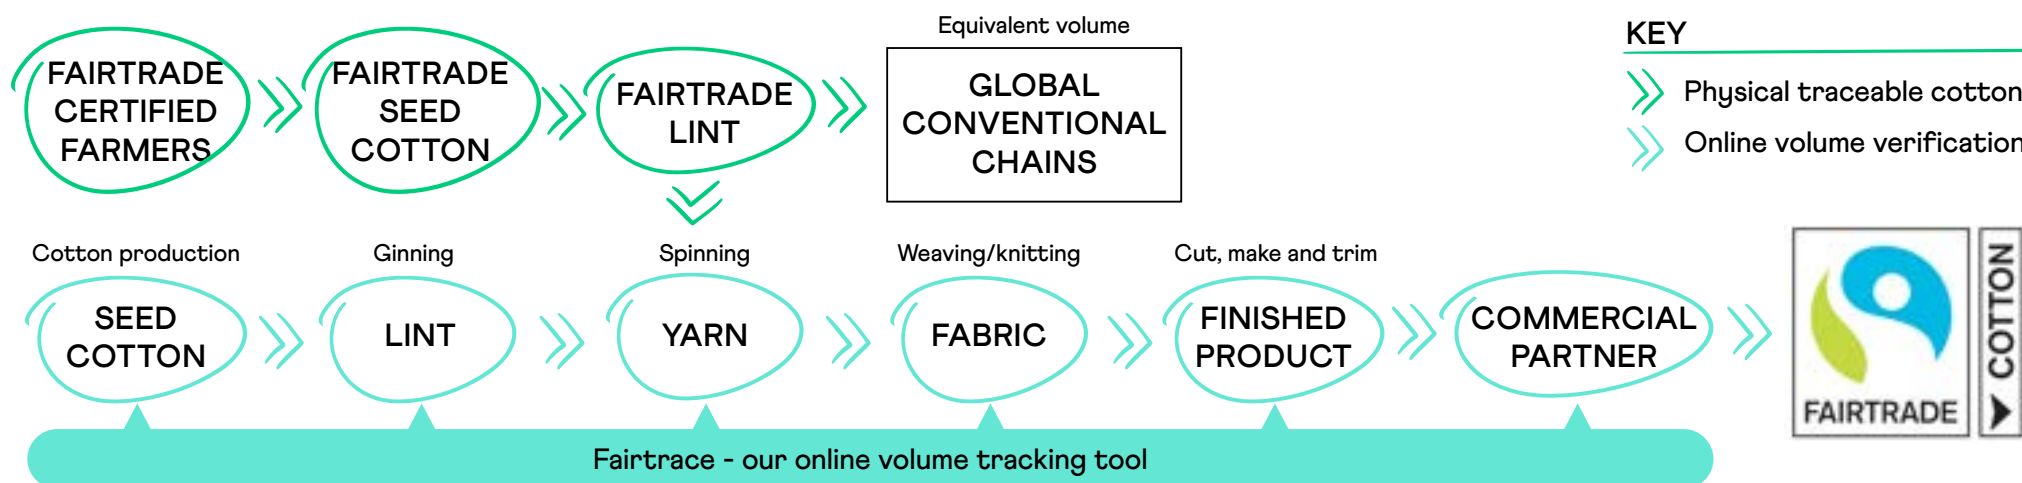 Equivalent volume
FAIRTRADE
CERTIFIED
FARMERS
FAIRTRADE
SEED
COTTON
FAIRTRADE
LINT
GLOBAL
CONVENTIONAL
CHAINS
KEY
Physical traceable cotton
Online volume verification
Cotton production
Ginning
Spinning
Weaving/knitting
Cut, make and trim
SEED
COTTON
LINT
YARN
FABRIC
FINISHED
PRODUCT
COMMERCIAL
PARTNER
FAIRTRADE
COTTON
Fairtrace - our online volume tracking tool